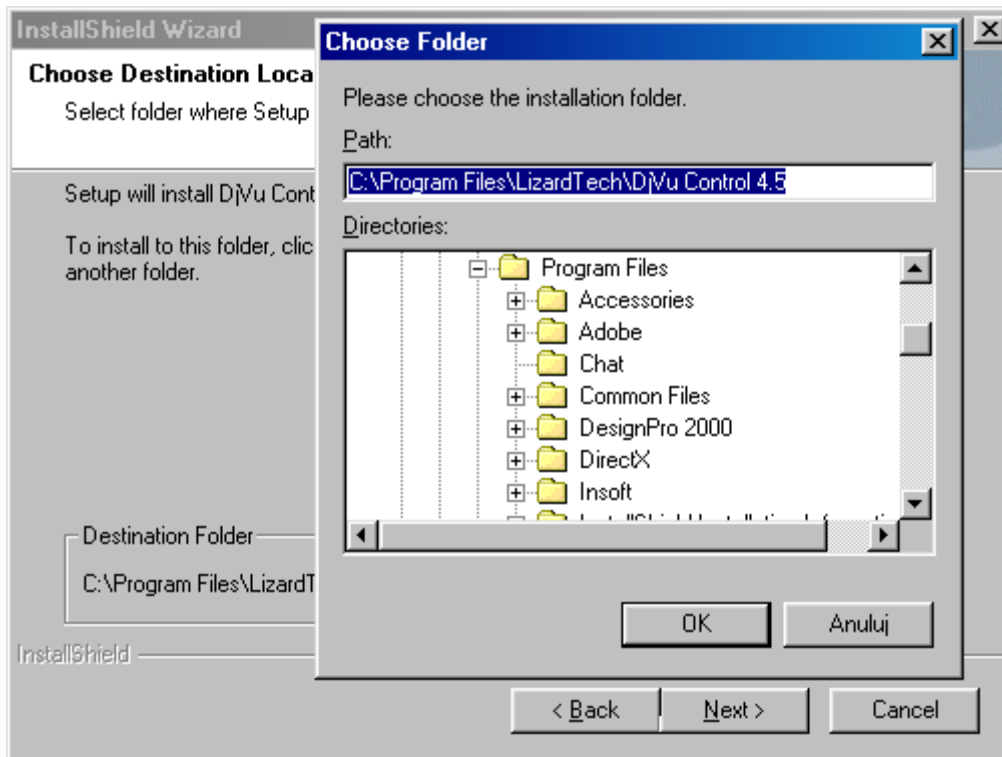 InstallShield Wizard
Choose Destination Loca
Select folder where Setup
Setup will install DjVu Cont
To install to this folder, clic
another folder.
Destination Folder
C:\Program Files\LizardT
InstallShield
< Back
Next >
Cancel
Choose Folder
Please choose the installation folder.
Path:
C:\Program Files\LizardTech\DjVu Control 4.5
Directories:
Program Files
Accessories
Adobe
Chat
Common Files
DesignPro 2000
DirectX
Insoft
OK
Anuluj